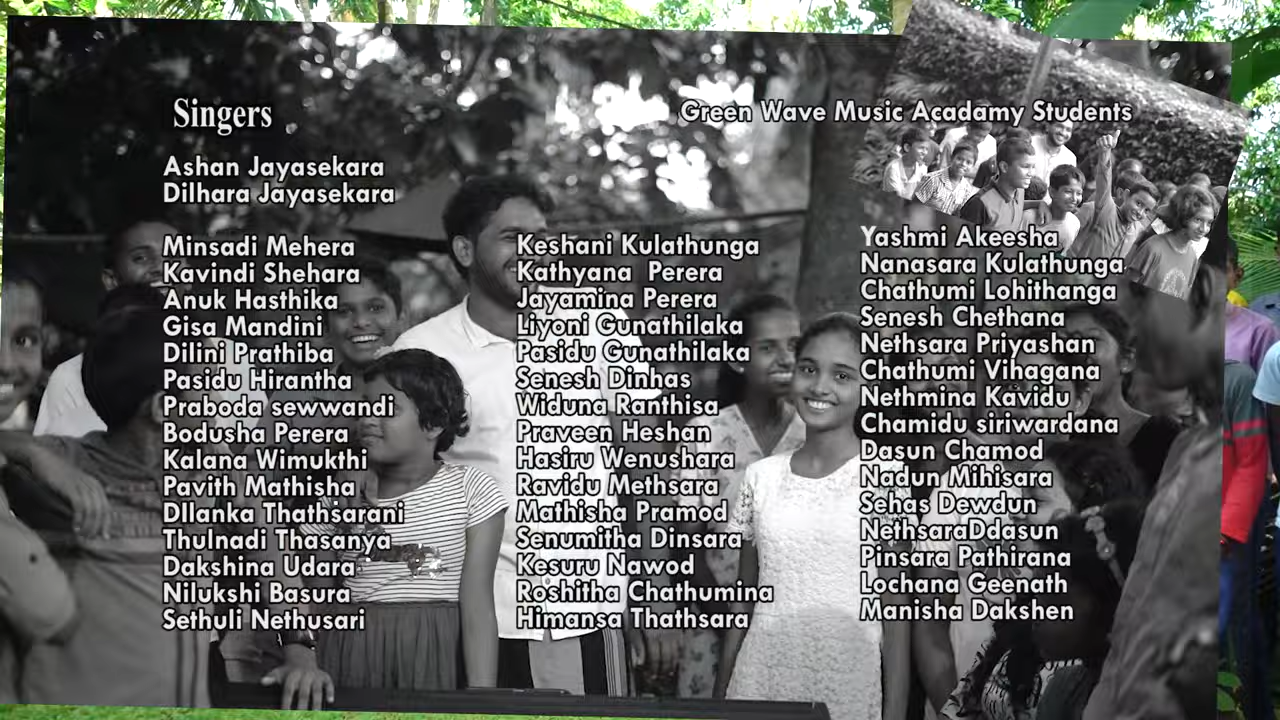 Singers
Green Wave Music Acadamy Students
Ashan Jayasekara
Dilhara Jayasekara
Minsadi Mehera
Kavindi Shehara
Anuk Hasthika
Gisa Mandini
Dilini Prathiba
Pasidu Hirantha
Praboda sewwandi
Bodusha Perera
Kalana Wimukthi
Pavith Mathisha
DIlanka Thathsarani
Thulnadi Thasanya
Dakshina Udara
Nilukshi Basura
Sethuli Nethusari
Keshani Kulathunga
Kathyana  Perera
Jayamina Perera
Liyoni Gunathilaka
Pasidu Gunathilaka
Senesh Dinhas
Widuna Ranthisa
Praveen Heshan
Hasiru Wenushara
Ravidu Methsara
Mathisha Pramod
Senumitha Dinsara
Kesuru Nawod
Roshitha Chathumina
Himansa Thathsara
Yashmi Akeesha
Nanasara Kulathunga
Chathumi Lohithanga
Senesh Chethana
Nethsara Priyashan
Chathumi Vihagana
Nethmina Kavidu
Chamidu siriwardana
Dasun Chamod
Nadun Mihisara
Sehas Dewdun
NethsaraDdasun
Pinsara Pathirana
Lochana Geenath
Manisha Dakshen